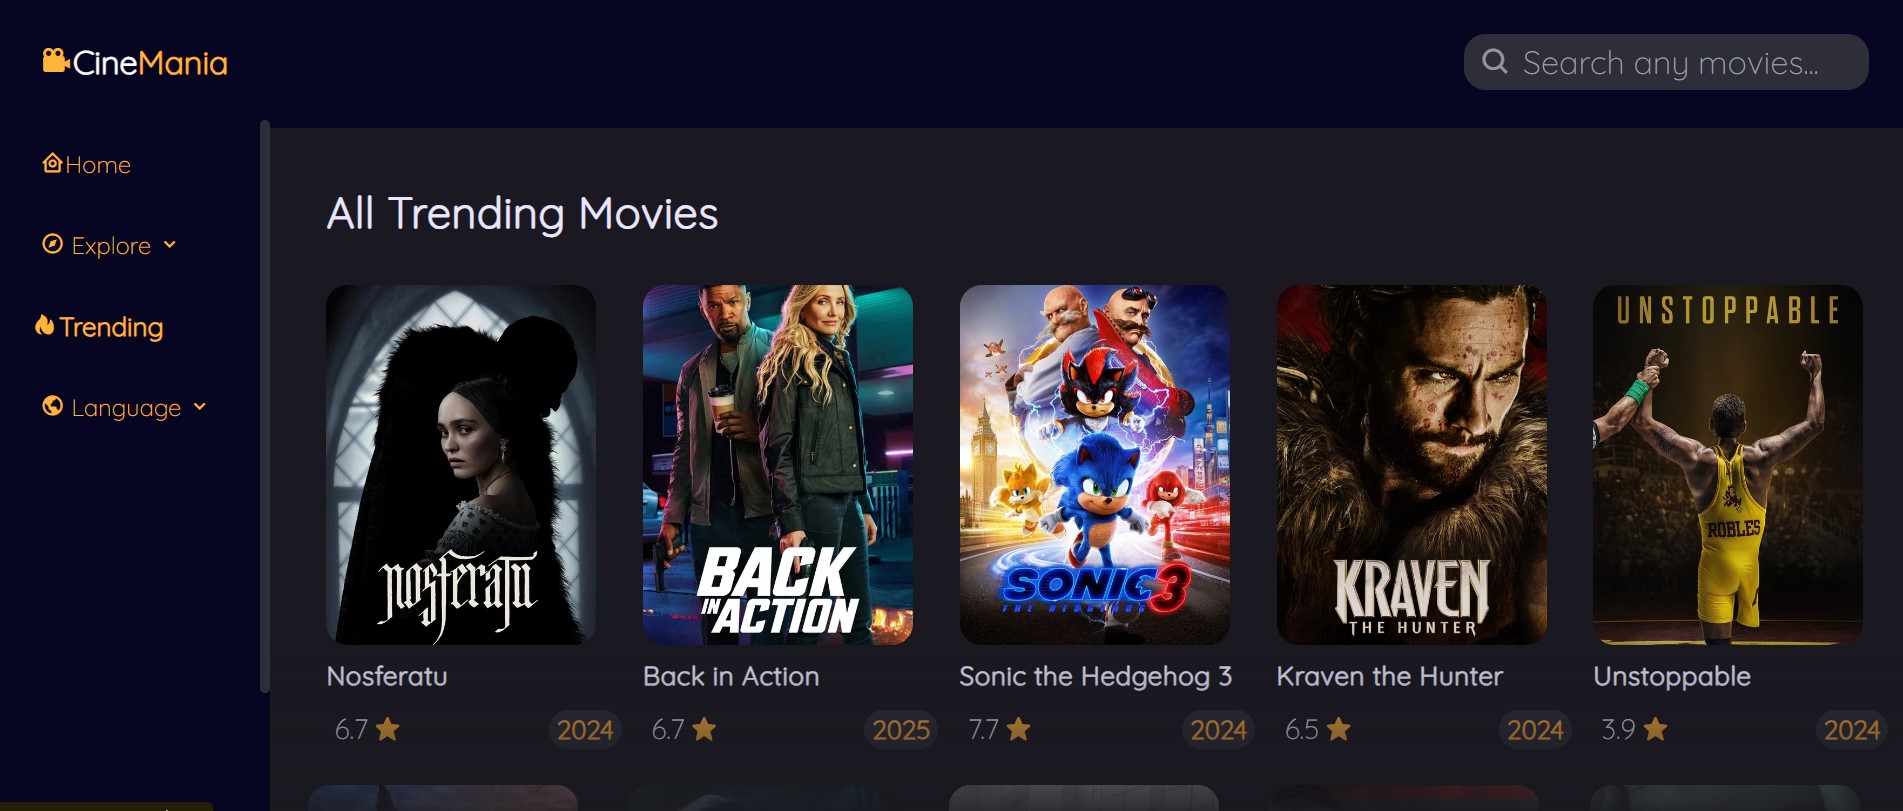 CineMania
Search any movies...
Home
Explore
Trending
Language
All Trending Movies
nosferatu
BACK
IN ACTION
SONIC 3
THE HEDGEHOG
KRAVEN
THE HUNTER
UNSTOPPABLE
ROBLES
Nosferatu
Back in Action
Sonic the Hedgehog 3
Kraven the Hunter
Unstoppable
6.7 2024
6.7 2025
7.7 2024
6.5 2024
3.9 2024